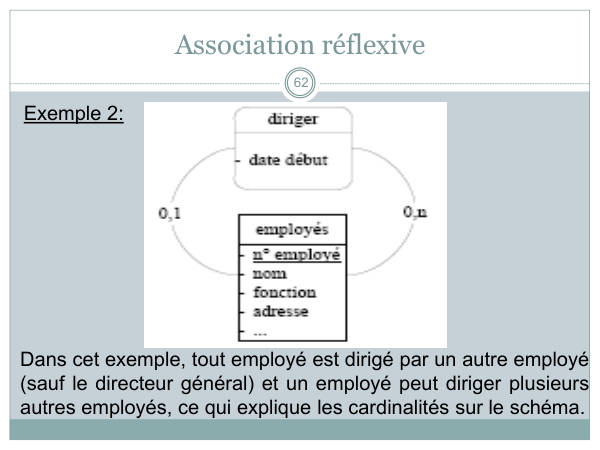 Association réflexive
62
Exemple 2:
diriger
- date début
0,1
0,n
employés
- n° employé
- nom
- fonction
- adresse
- ...
Dans cet exemple, tout employé est dirigé par un autre employé
(sauf le directeur général) et un employé peut diriger plusieurs
autres employés, ce qui explique les cardinalités sur le schéma.